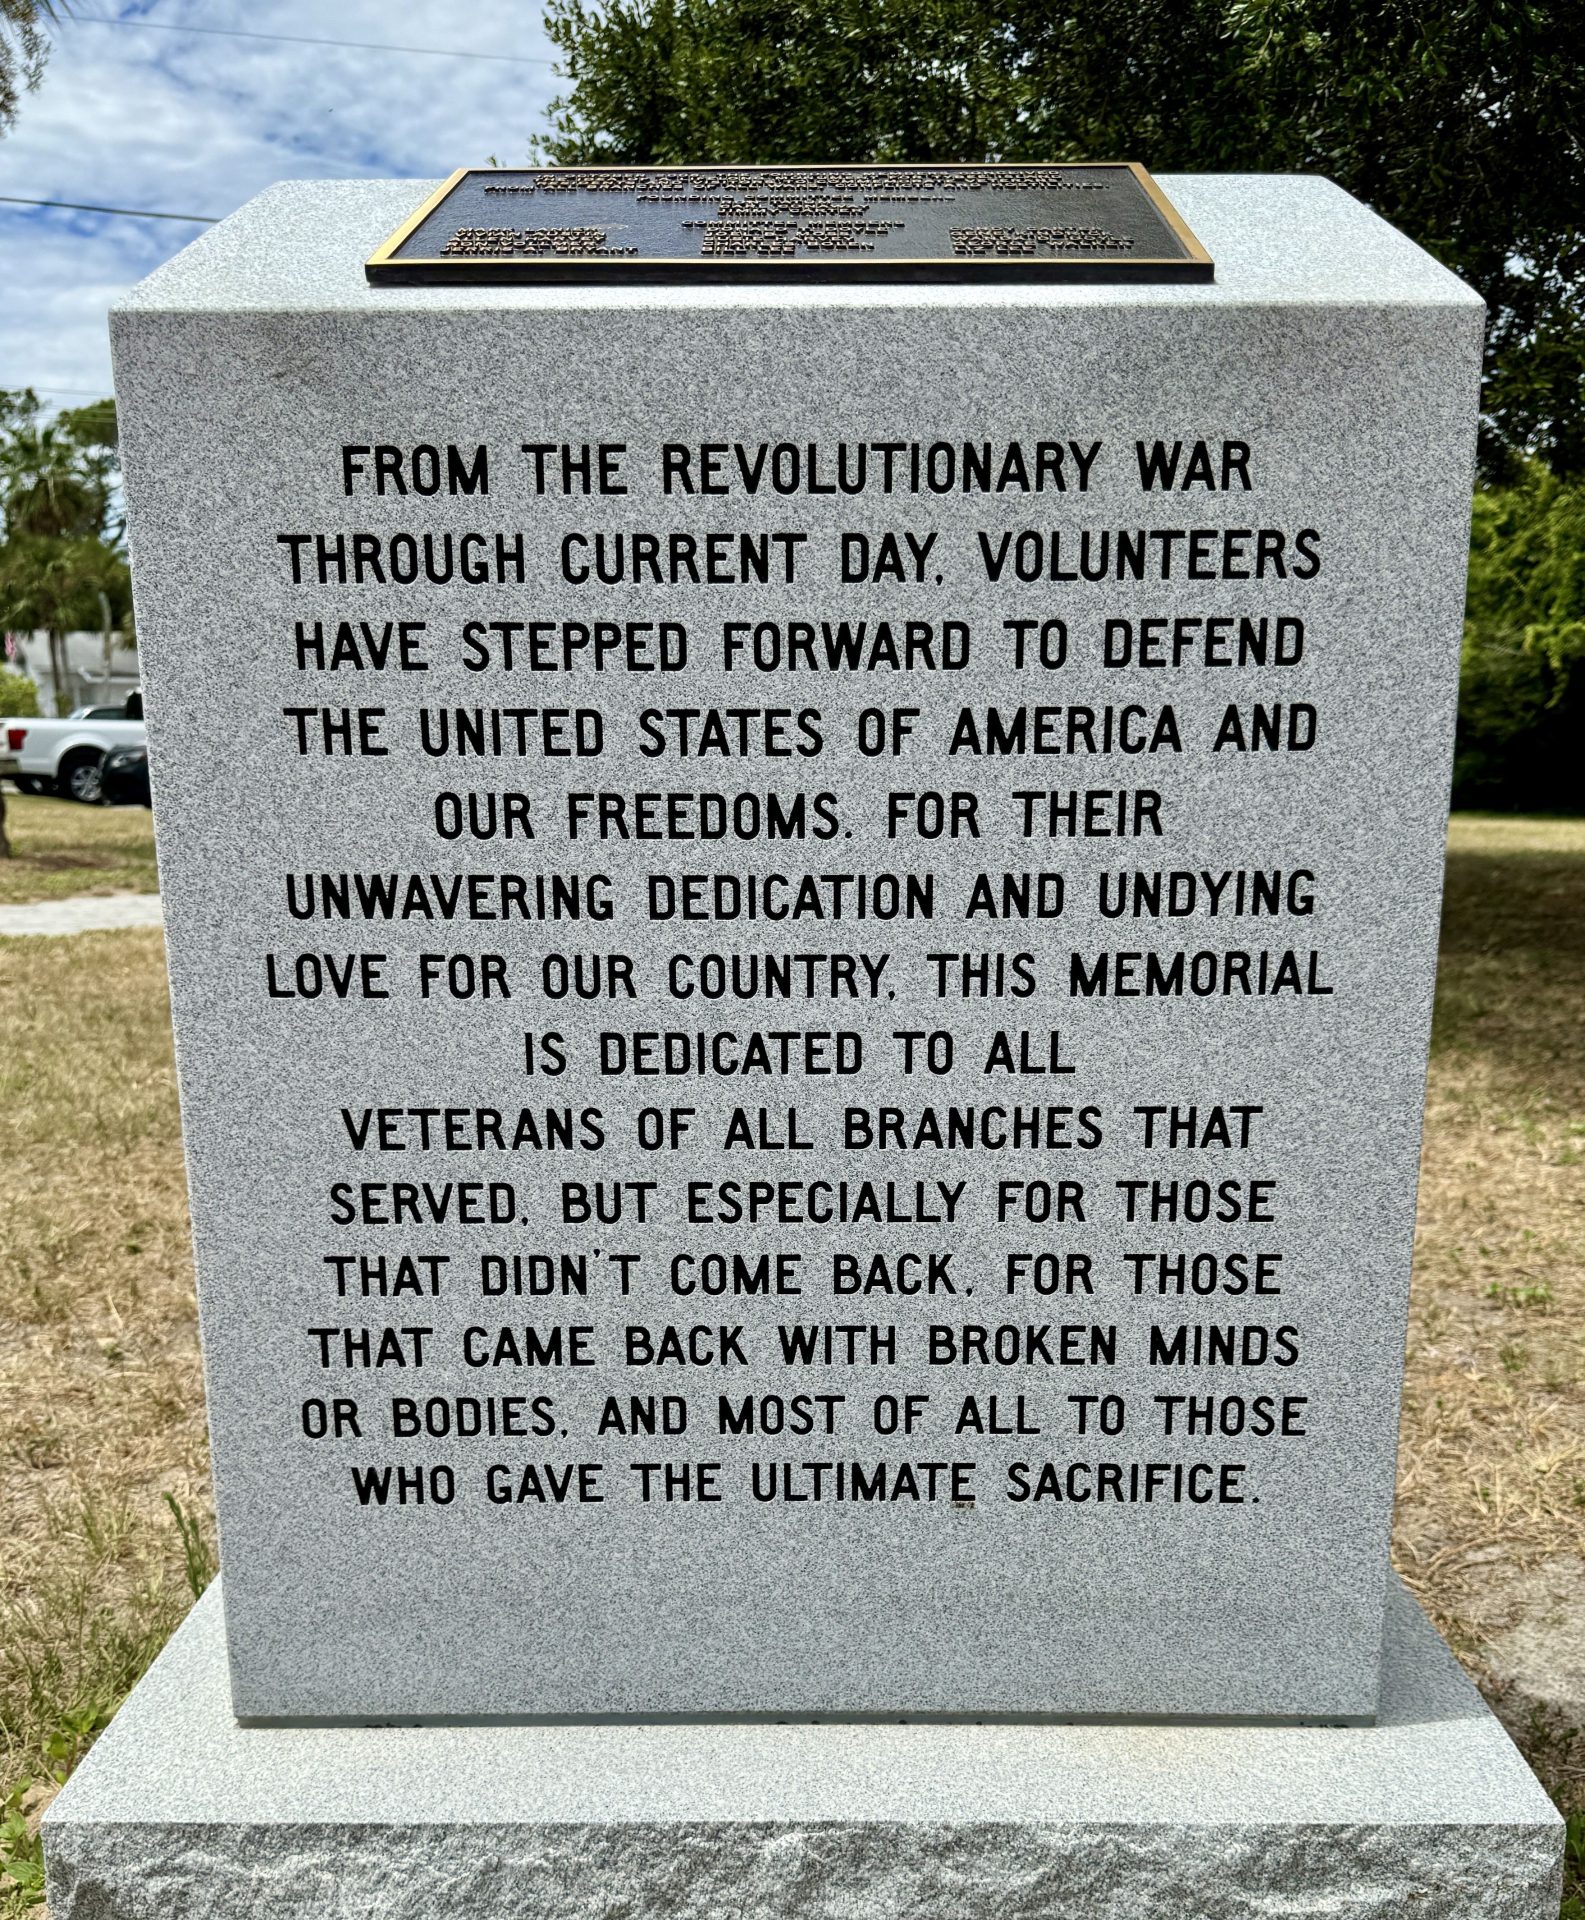 FROM THE REVOLUTIONARY WAR
THROUGH CURRENT DAY, VOLUNTEERS
HAVE STEPPED FORWARD TO DEFEND
THE UNITED STATES OF AMERICA AND
OUR FREEDOMS. FOR THEIR
UNWAVERING DEDICATION AND UNDYING
LOVE FOR OUR COUNTRY, THIS MEMORIAL
IS DEDICATED TO ALL
VETERANS OF ALL BRANCHES THAT
SERVED, BUT ESPECIALLY FOR THOSE
THAT DIDN'T COME BACK, FOR THOSE
THAT CAME BACK WITH BROKEN MINDS
OR BODIES, AND MOST OF ALL TO THOSE
WHO GAVE THE ULTIMATE SACRIFICE.